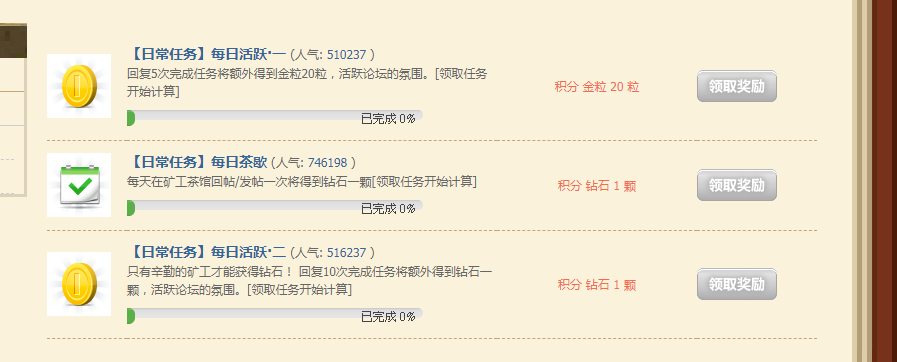 【日常任务】每日活跃·一 (人气: 510237 )
回复5次完成任务将额外得到金粒20粒，活跃论坛的氛围。[领取任务
开始计算]
积分 金粒 20 粒
领取奖励
已完成 0%
【日常任务】每日茶歇 (人气: 746198 )
每天在矿工茶馆回帖/发帖一次将得到钻石一颗[领取任务开始计算]
积分 钻石 1 颗
领取奖励
已完成 0%
【日常任务】每日活跃·二 (人气: 516237 )
只有辛勤的矿工才能获得钻石！ 回复10次完成任务将额外得到钻石一
颗，活跃论坛的氛围。[领取任务开始计算]
积分 钻石 1 颗
领取奖励
已完成 0%